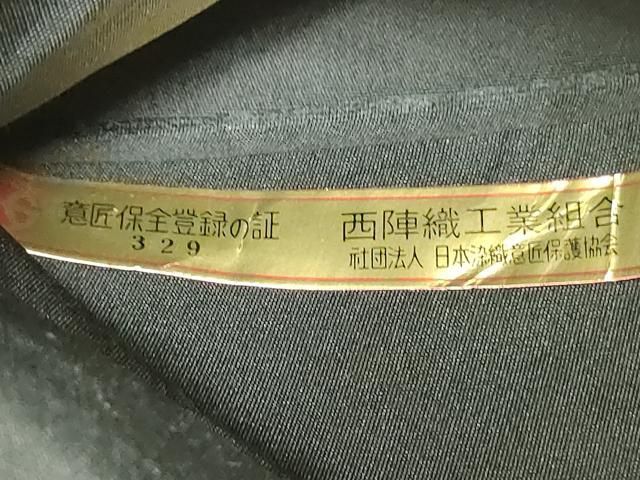 意匠保全登録の証
329
西陣織工業組合
社団法人 日本染織意匠保護協会